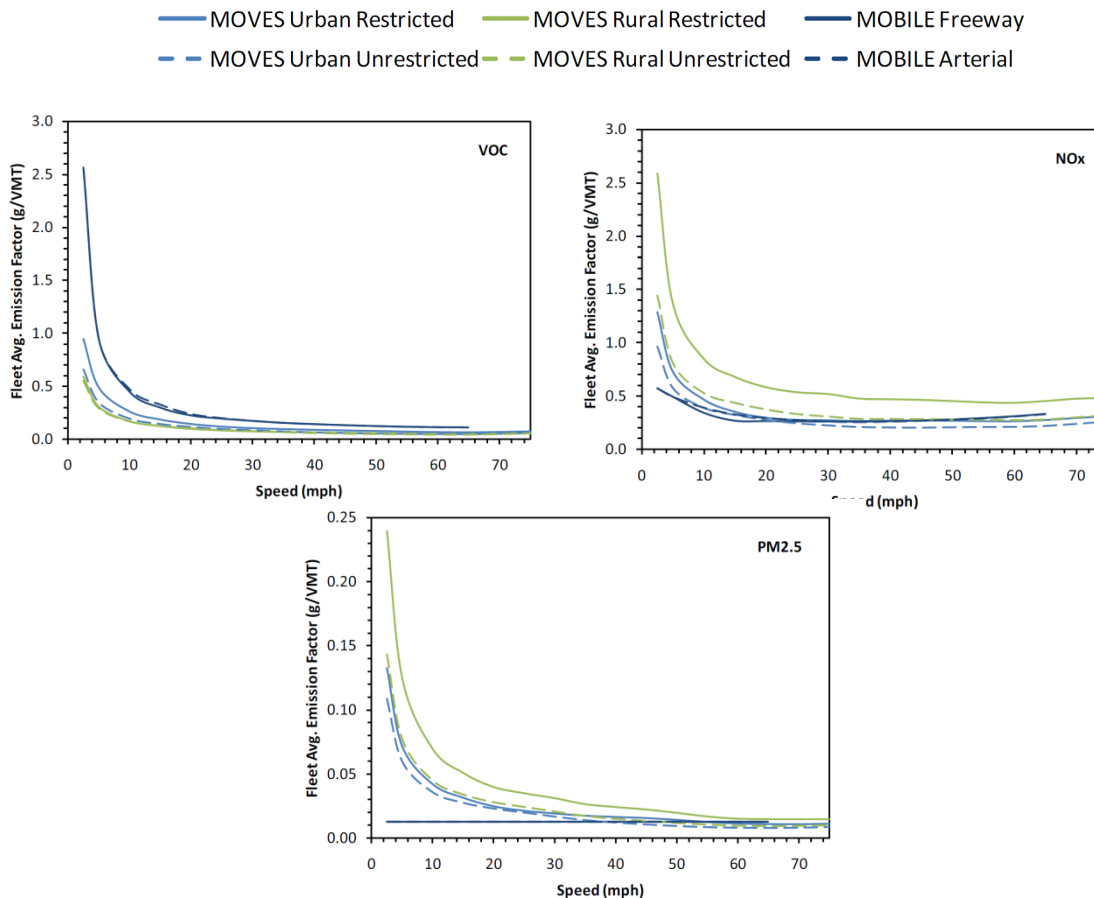 MOVES Urban Restricted MOVES Rural Restricted MOBILE Freeway
MOVES Urban Unrestricted MOVES Rural Unrestricted MOBILE Arterial
VOC
Fleet Avg. Emission Factor (g/VMT)
3.0
2.5
2.0
1.5
1.0
0.5
0.0
0 10 20 30 40 50 60 70
Speed (mph)
NOx
Fleet Avg. Emission Factor (g/VMT)
3.0
2.5
2.0
1.5
1.0
0.5
0.0
0 10 20 30 40 50 60 70
Speed (mph)
PM2.5
Fleet Avg. Emission Factor (g/VMT)
0.25
0.20
0.15
0.10
0.05
0.00
0 10 20 30 40 50 60 70
Speed (mph)